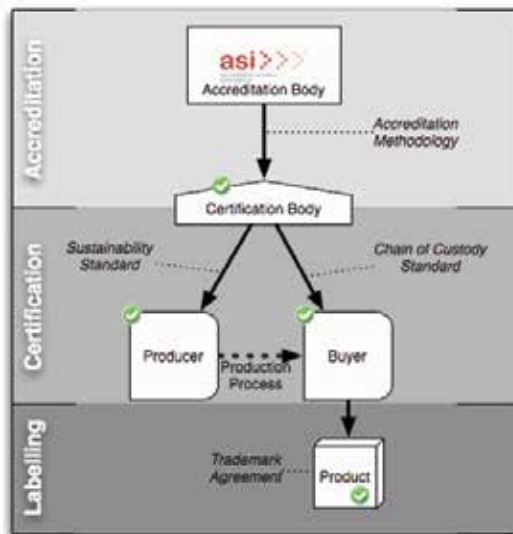 Accreditation
asi
Accreditation Body
Accreditation
Methodology
Certification Body
Certification
Sustainability
Standard
Chain of Custody
Standard
Producer
Buyer
Production
Process
Labelling
Trademark
Agreement
Product